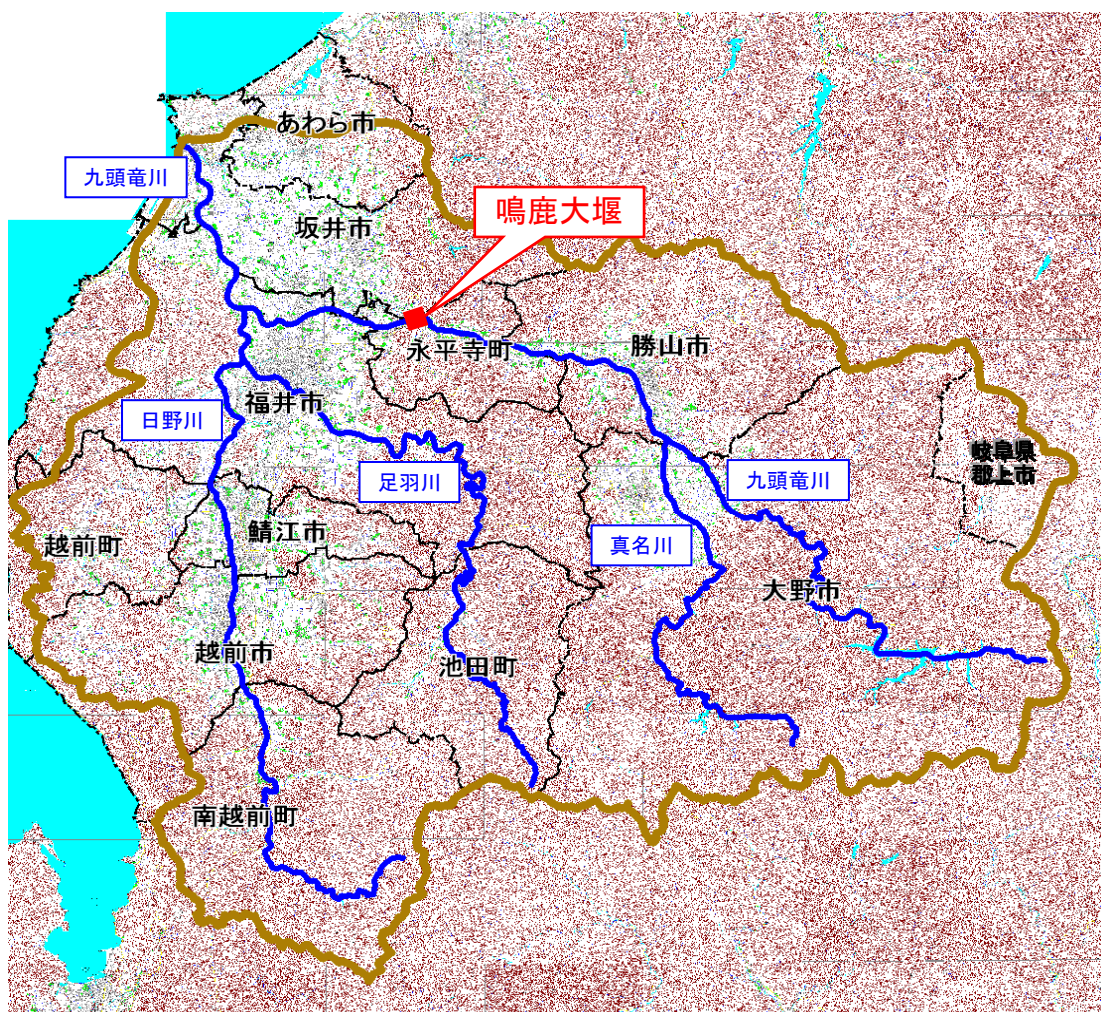 あわら市
九頭竜川
鳴鹿大堰
坂井市
永平寺町
勝山市
福井市
日野川
岐阜県
郡上市
足羽川
九頭竜川
鯖江市
越前町
真名川
大野市
越前市
池田町
南越前町